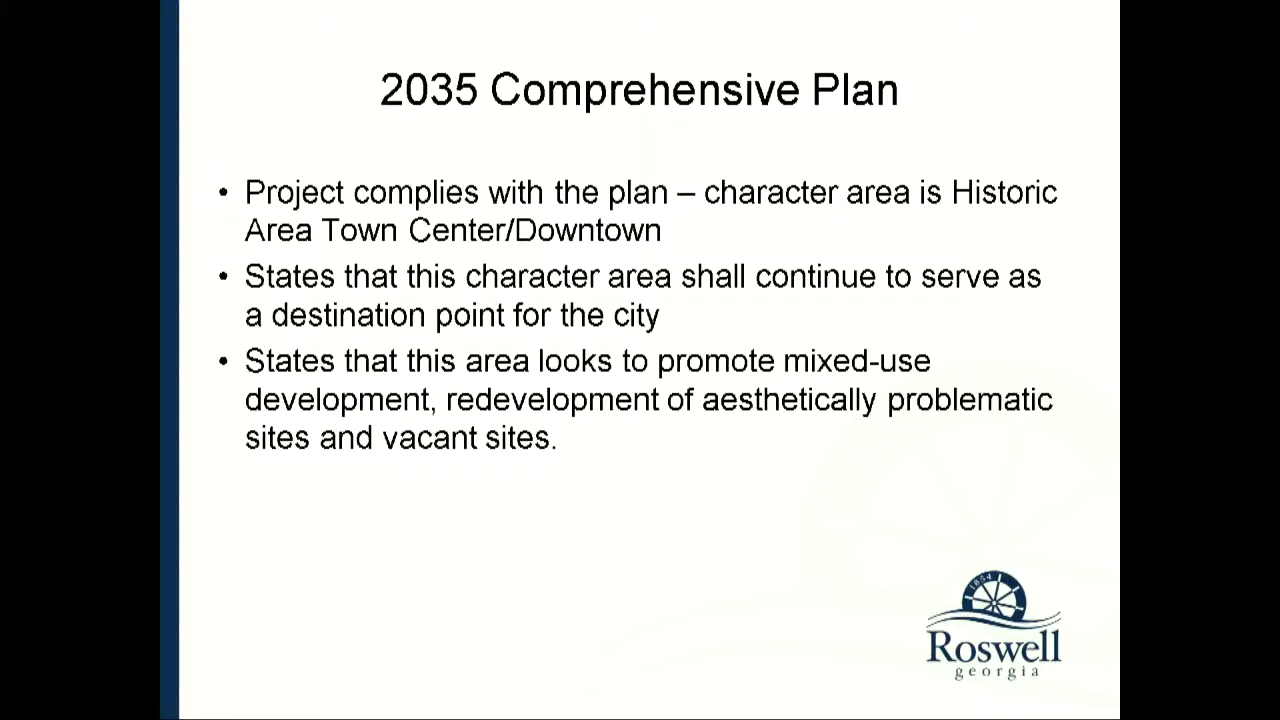 2035 Comprehensive Plan
• Project complies with the plan – character area is Historic
Area Town Center/Downtown
• States that this character area shall continue to serve as
a destination point for the city
• States that this area looks to promote mixed-use
development, redevelopment of aesthetically problematic
sites and vacant sites.
1854
Roswell
georgia